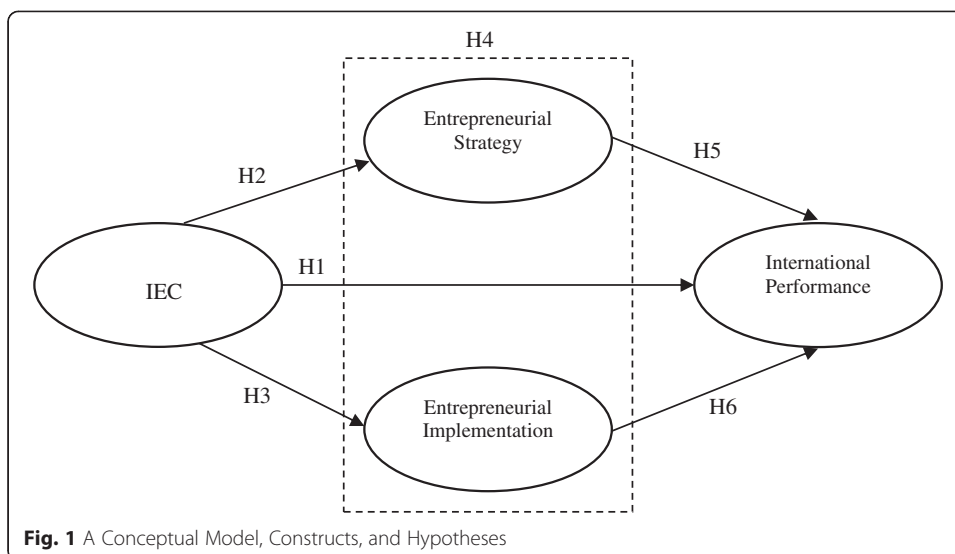 H4
Entrepreneurial
Strategy
H2
H5
H1
IEC
International
Performance
H3
Entrepreneurial
Implementation
H6
Fig. 1 A Conceptual Model, Constructs, and Hypotheses